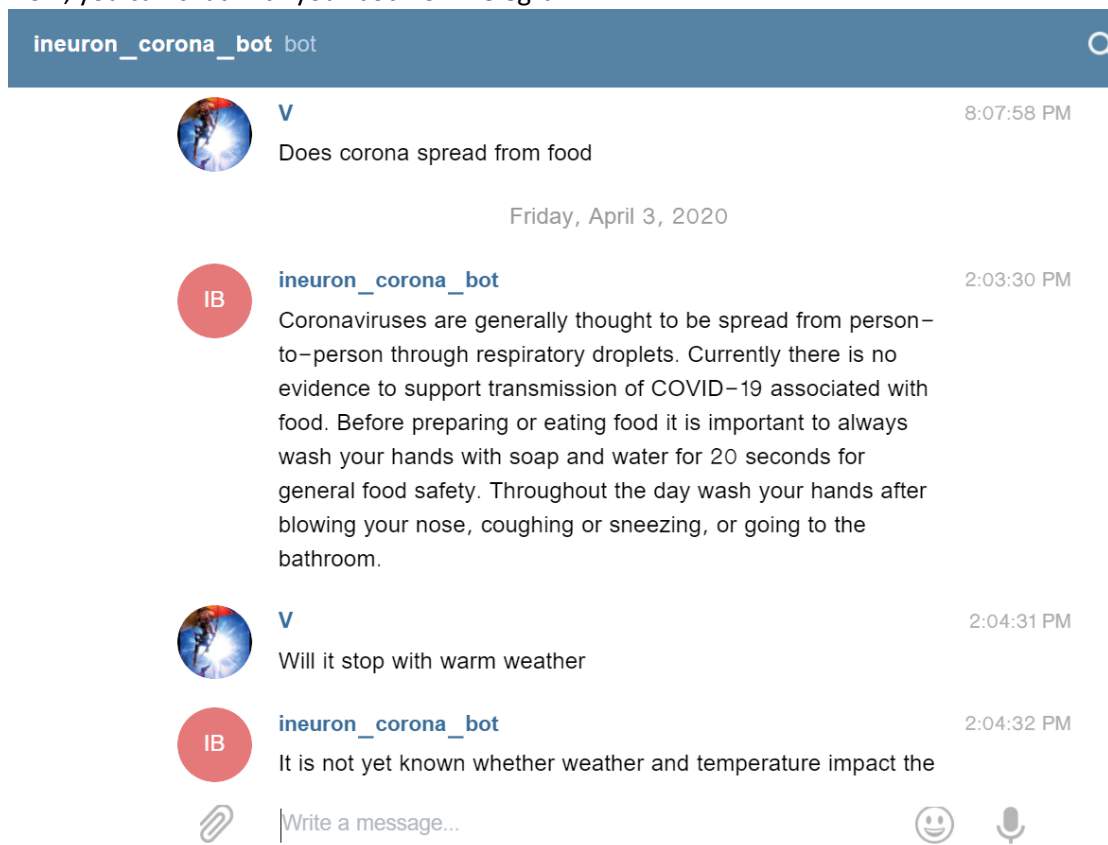 ineuron_corona_bot bot
V 8:07:58 PM
Does corona spread from food
Friday, April 3, 2020
ineuron_corona_bot 2:03:30 PM
IB
Coronaviruses are generally thought to be spread from person-
to-person through respiratory droplets. Currently there is no
evidence to support transmission of COVID-19 associated with
food. Before preparing or eating food it is important to always
wash your hands with soap and water for 20 seconds for
general food safety. Throughout the day wash your hands after
blowing your nose, coughing or sneezing, or going to the
bathroom.
V 2:04:31 PM
Will it stop with warm weather
ineuron_corona_bot 2:04:32 PM
IB
It is not yet known whether weather and temperature impact the
Write a message...